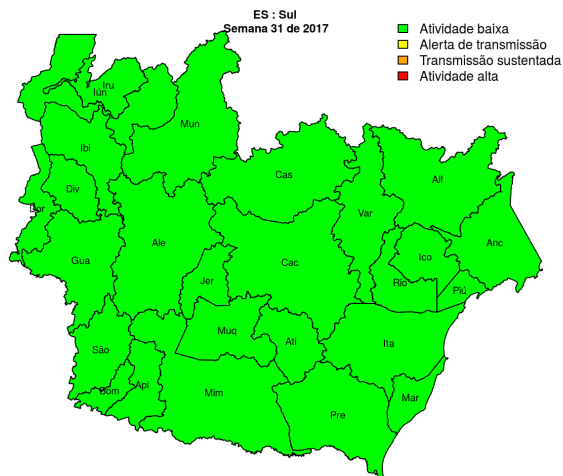 ES : Sul
Semana 31 de 2017
Atividade baixa
Alerta de transmissão
Transmissão sustentada
Atividade alta
Iru
Iún
Mun
Ibi
Cas
Alf
Div
Dor
Var
Ale
Anc
Gua
Cac
Ico
Jer
Rio
Piú
Muq
Ati
Ita
São
Bom
Api
Mim
Mar
Pre